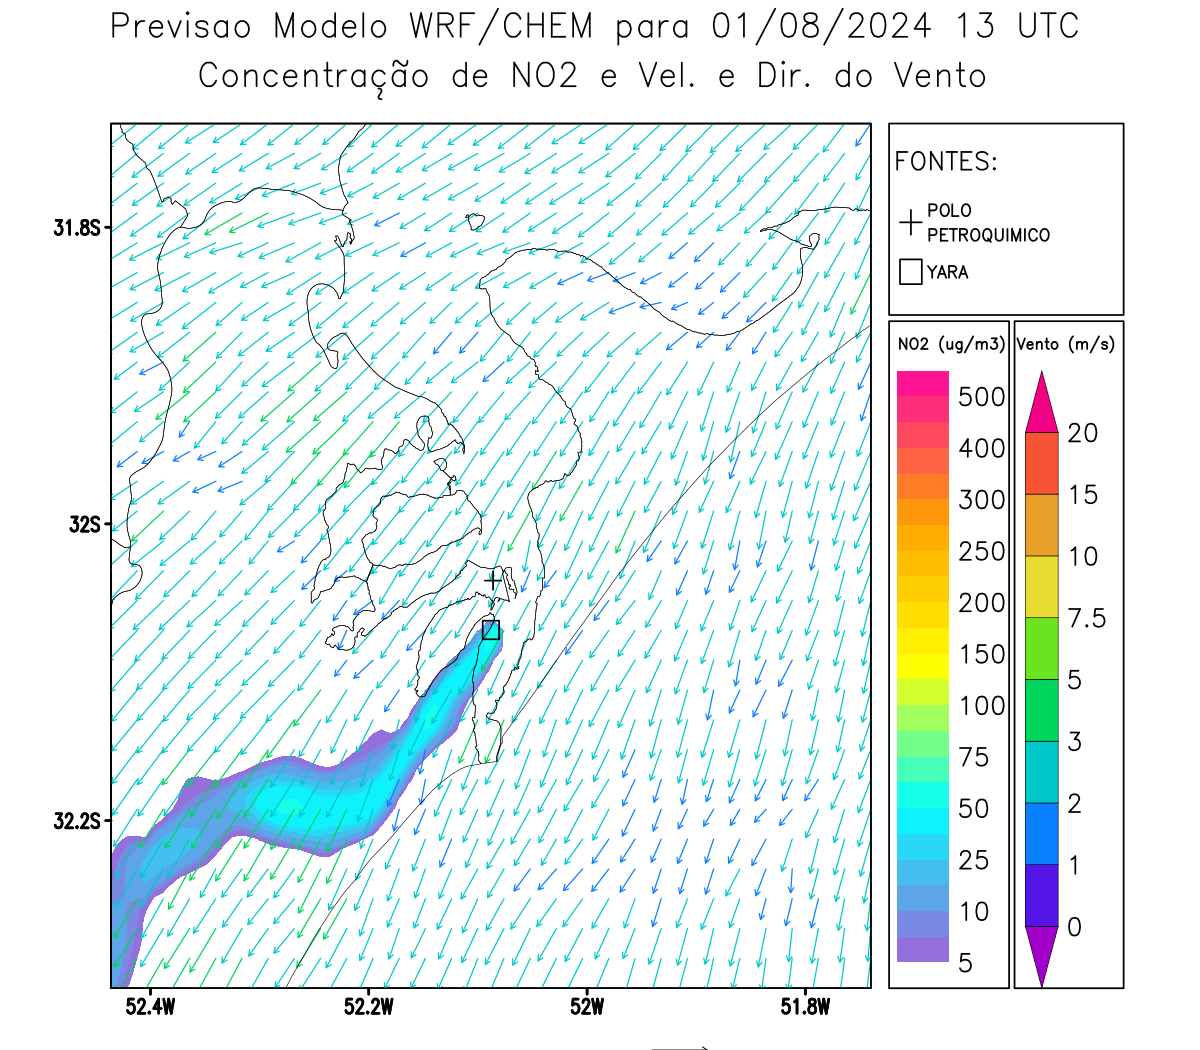 Previsao Modelo WRF/CHEM para 01/08/2024 13 UTC
Concentração de NO2 e Vel. e Dir. do Vento
FONTES:
POLO
PETROQUIMICO
YARA
NO2 (ug/m3)
500
400
300
250
200
150
100
75
50
25
10
5
Vento (m/s)
20
15
10
7.5
5
3
2
1
0
31.8S
32S
32.2S
52.4W
52.2W
52W
51.8W